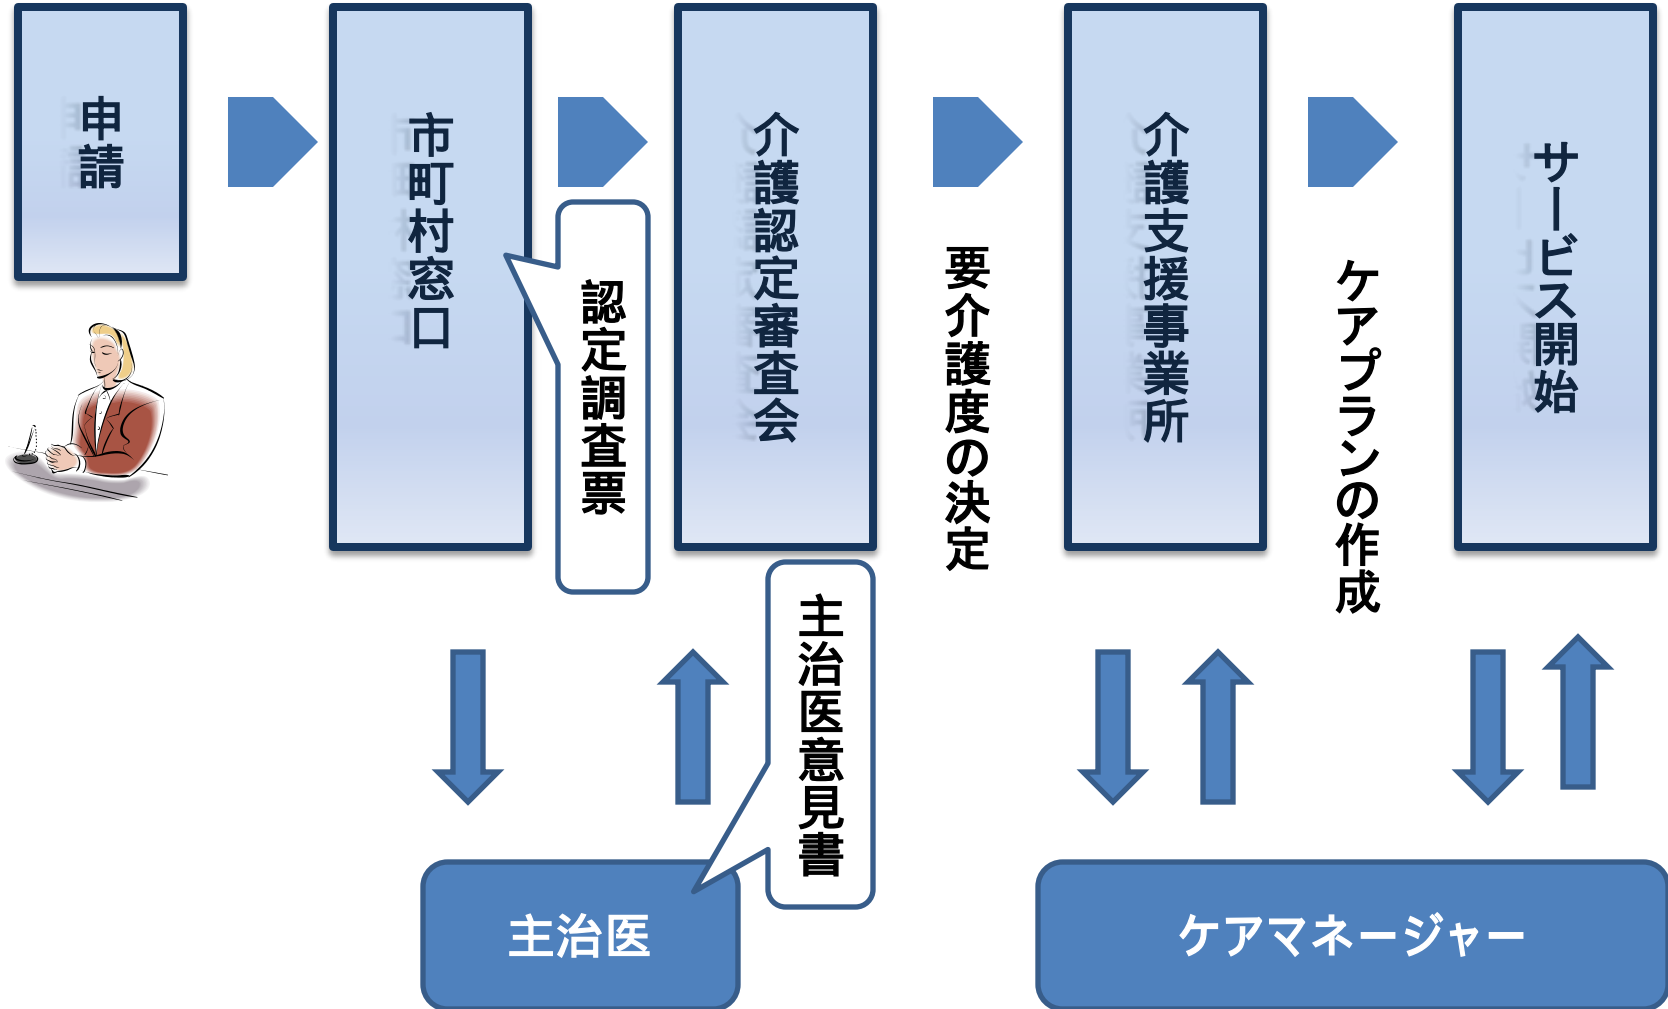 申請
市町村窓口
認定調査票
介護認定審査会
主治医意見書
要介護度の決定
介護支援事業所
ケアプランの作成
サービス開始
主治医
ケアマネージャー